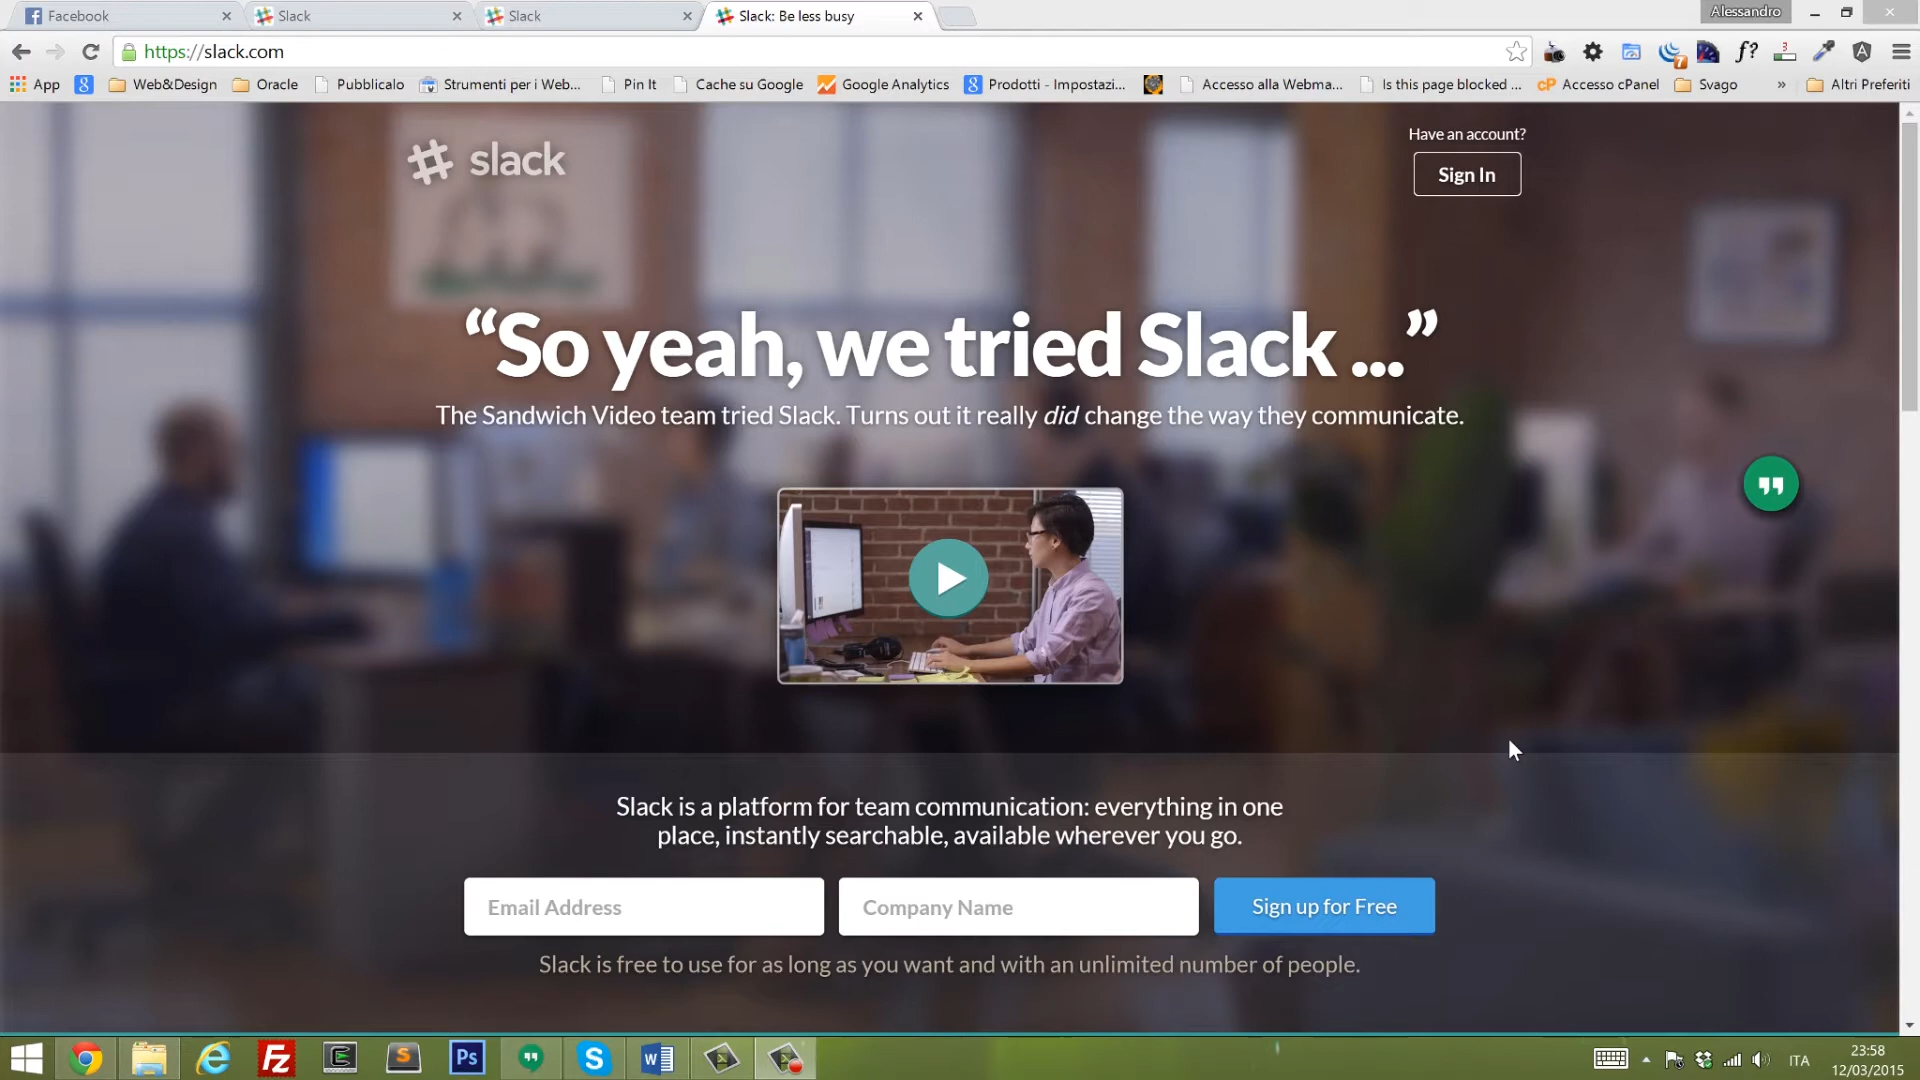 Facebook
Slack
Slack
Slack: Be less busy
Alessandro
https://slack.com
f?
3
7
App
Web&Design
Oracle
Pubblicalo
Strumenti per i Web...
Pin It
Cache su Google
Google Analytics
Prodotti - Impostazi...
Accesso alla Webma...
Is this page blocked ...
cP Accesso cPanel
Svago
»
Altri Preferiti
slack
Have an account?
Sign In
“So yeah, we tried Slack ...”
The Sandwich Video team tried Slack. Turns out it really did change the way they communicate.
Slack is a platform for team communication: everything in one
place, instantly searchable, available wherever you go.
Email Address
Company Name
Sign up for Free
Slack is free to use for as long as you want and with an unlimited number of people.
Fz
Ps
ITA
23:58
12/03/2015